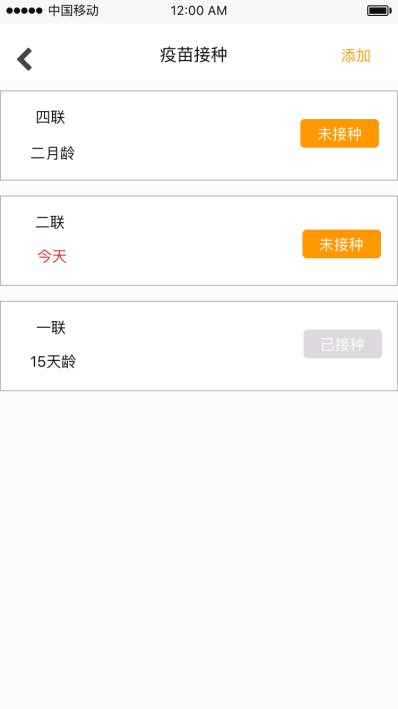 中国移动 12:00 AM
疫苗接种 添加
四联
未接种
二月龄
二联
未接种
今天
一联
已接种
15天龄